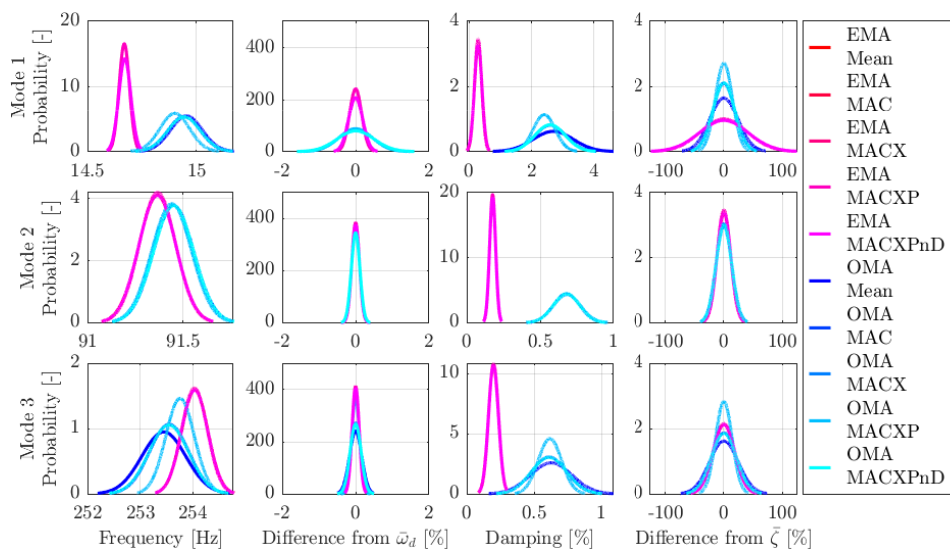 Mode 1
Probability [-]
20
10
0
14.5
15
400
200
0
-2
0
2
4
2
0
0
2
4
4
2
0
-100
0
100
Mode 2
Probability [-]
4
2
0
91
91.5
400
200
0
-2
0
2
20
10
0
0
0.5
1
4
2
0
-100
0
100
Mode 3
Probability [-]
2
1
0
252
253
254
Frequency [Hz]
400
200
0
-2
0
2
Difference from ω̄_d [%]
10
5
0
0
0.5
1
Damping [%]
4
2
0
-100
0
100
Difference from ζ̄ [%]
EMA
Mean
EMA
MAC
EMA
MACX
EMA
MACXP
EMA
MACXPnD
OMA
Mean
OMA
MAC
OMA
MACX
OMA
MACXP
OMA
MACXPnD